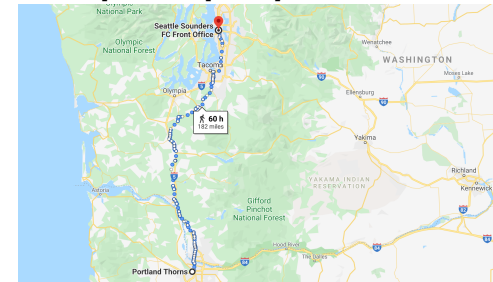 National Park
Seattle Sounders
FC Front Office
Olympic
National Forest
Wenatchee
WASHINGTON
Moses Lake
Tacoma
Olympia
Ellensburg
60 h
182 miles
Yakima
YAKAMA INDIAN
RESERVATION
Richland
Kennewick
Astoria
Gifford
Pinchot
National Forest
Hood River
The Dalles
Portland Thorns